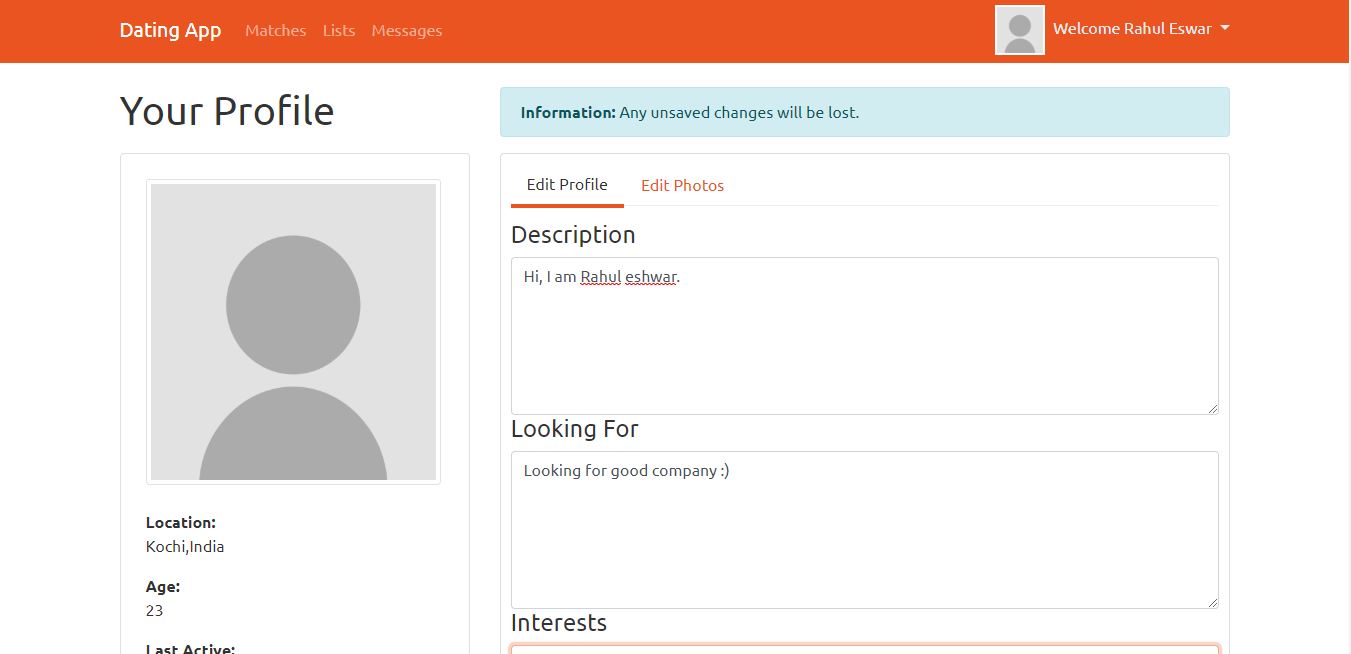 Dating App Matches Lists Messages Welcome Rahul Eswar
Your Profile
Information: Any unsaved changes will be lost.
Edit Profile Edit Photos
Description
Hi, I am Rahul eshwar.
Looking For
Looking for good company :)
Interests
Location:
Kochi,India
Age:
23
Last Active: